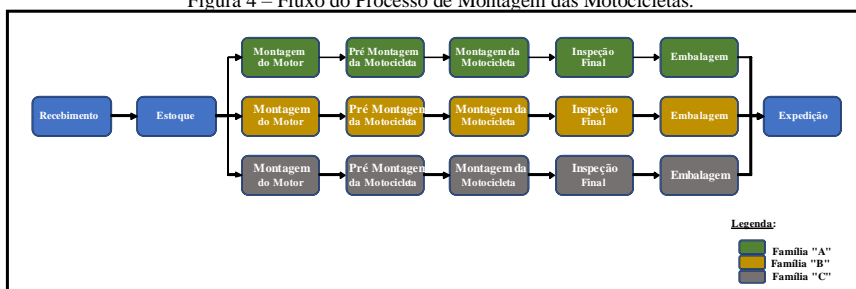 Figura 4 – Fluxo do Processo de Montagem das Motocicletas.
Montagem
do Motor
Pré Montagem
da Motocicleta
Montagem da
Motocicleta
Inspeção
Final
Embalagem
Recebimento
Estoque
Montagem
do Motor
Pré Montagem
da Motocicleta
Montagem da
Motocicleta
Inspeção
Final
Embalagem
Expedição
Montagem
do Motor
Pré Montagem
da Motocicleta
Montagem da
Motocicleta
Inspeção
Final
Embalagem
Legenda:
Família "A"
Família "B"
Família "C"